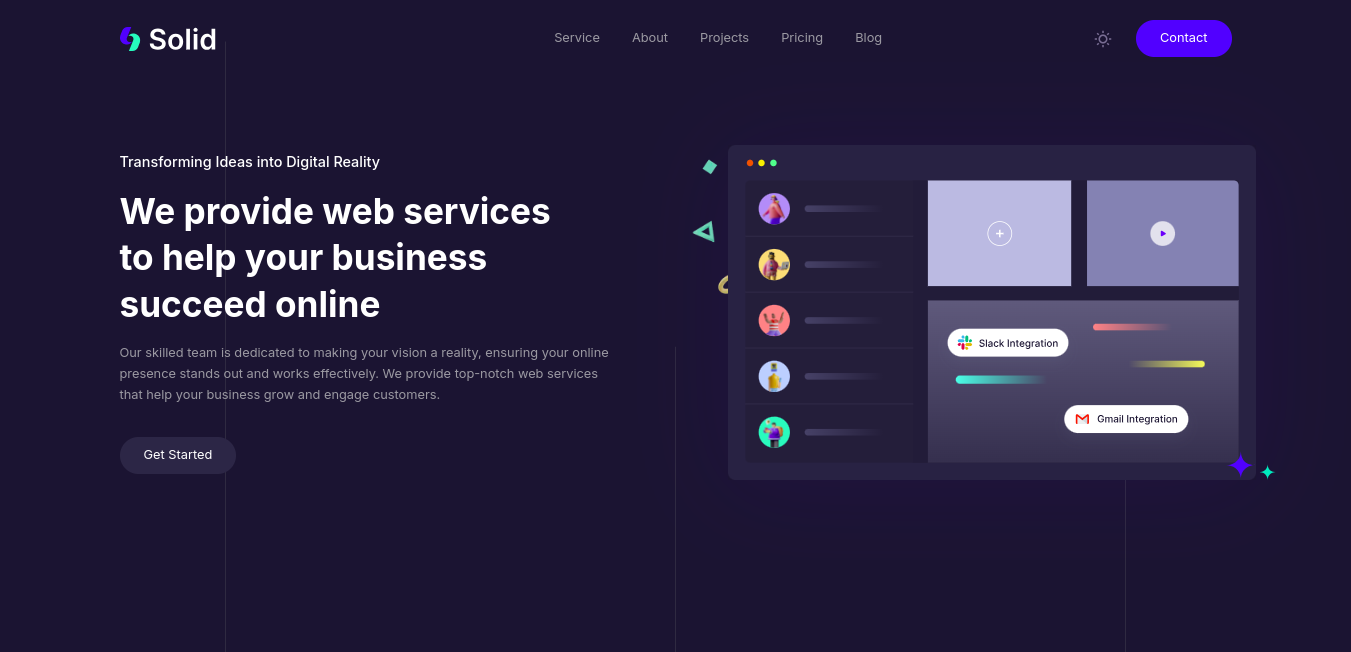 Solid
Service
About
Projects
Pricing
Blog
Contact
Transforming Ideas into Digital Reality
We provide web services
to help your business
succeed online
Our skilled team is dedicated to making your vision a reality, ensuring your online
presence stands out and works effectively. We provide top-notch web services
that help your business grow and engage customers.
Get Started
Slack Integration
Gmail Integration